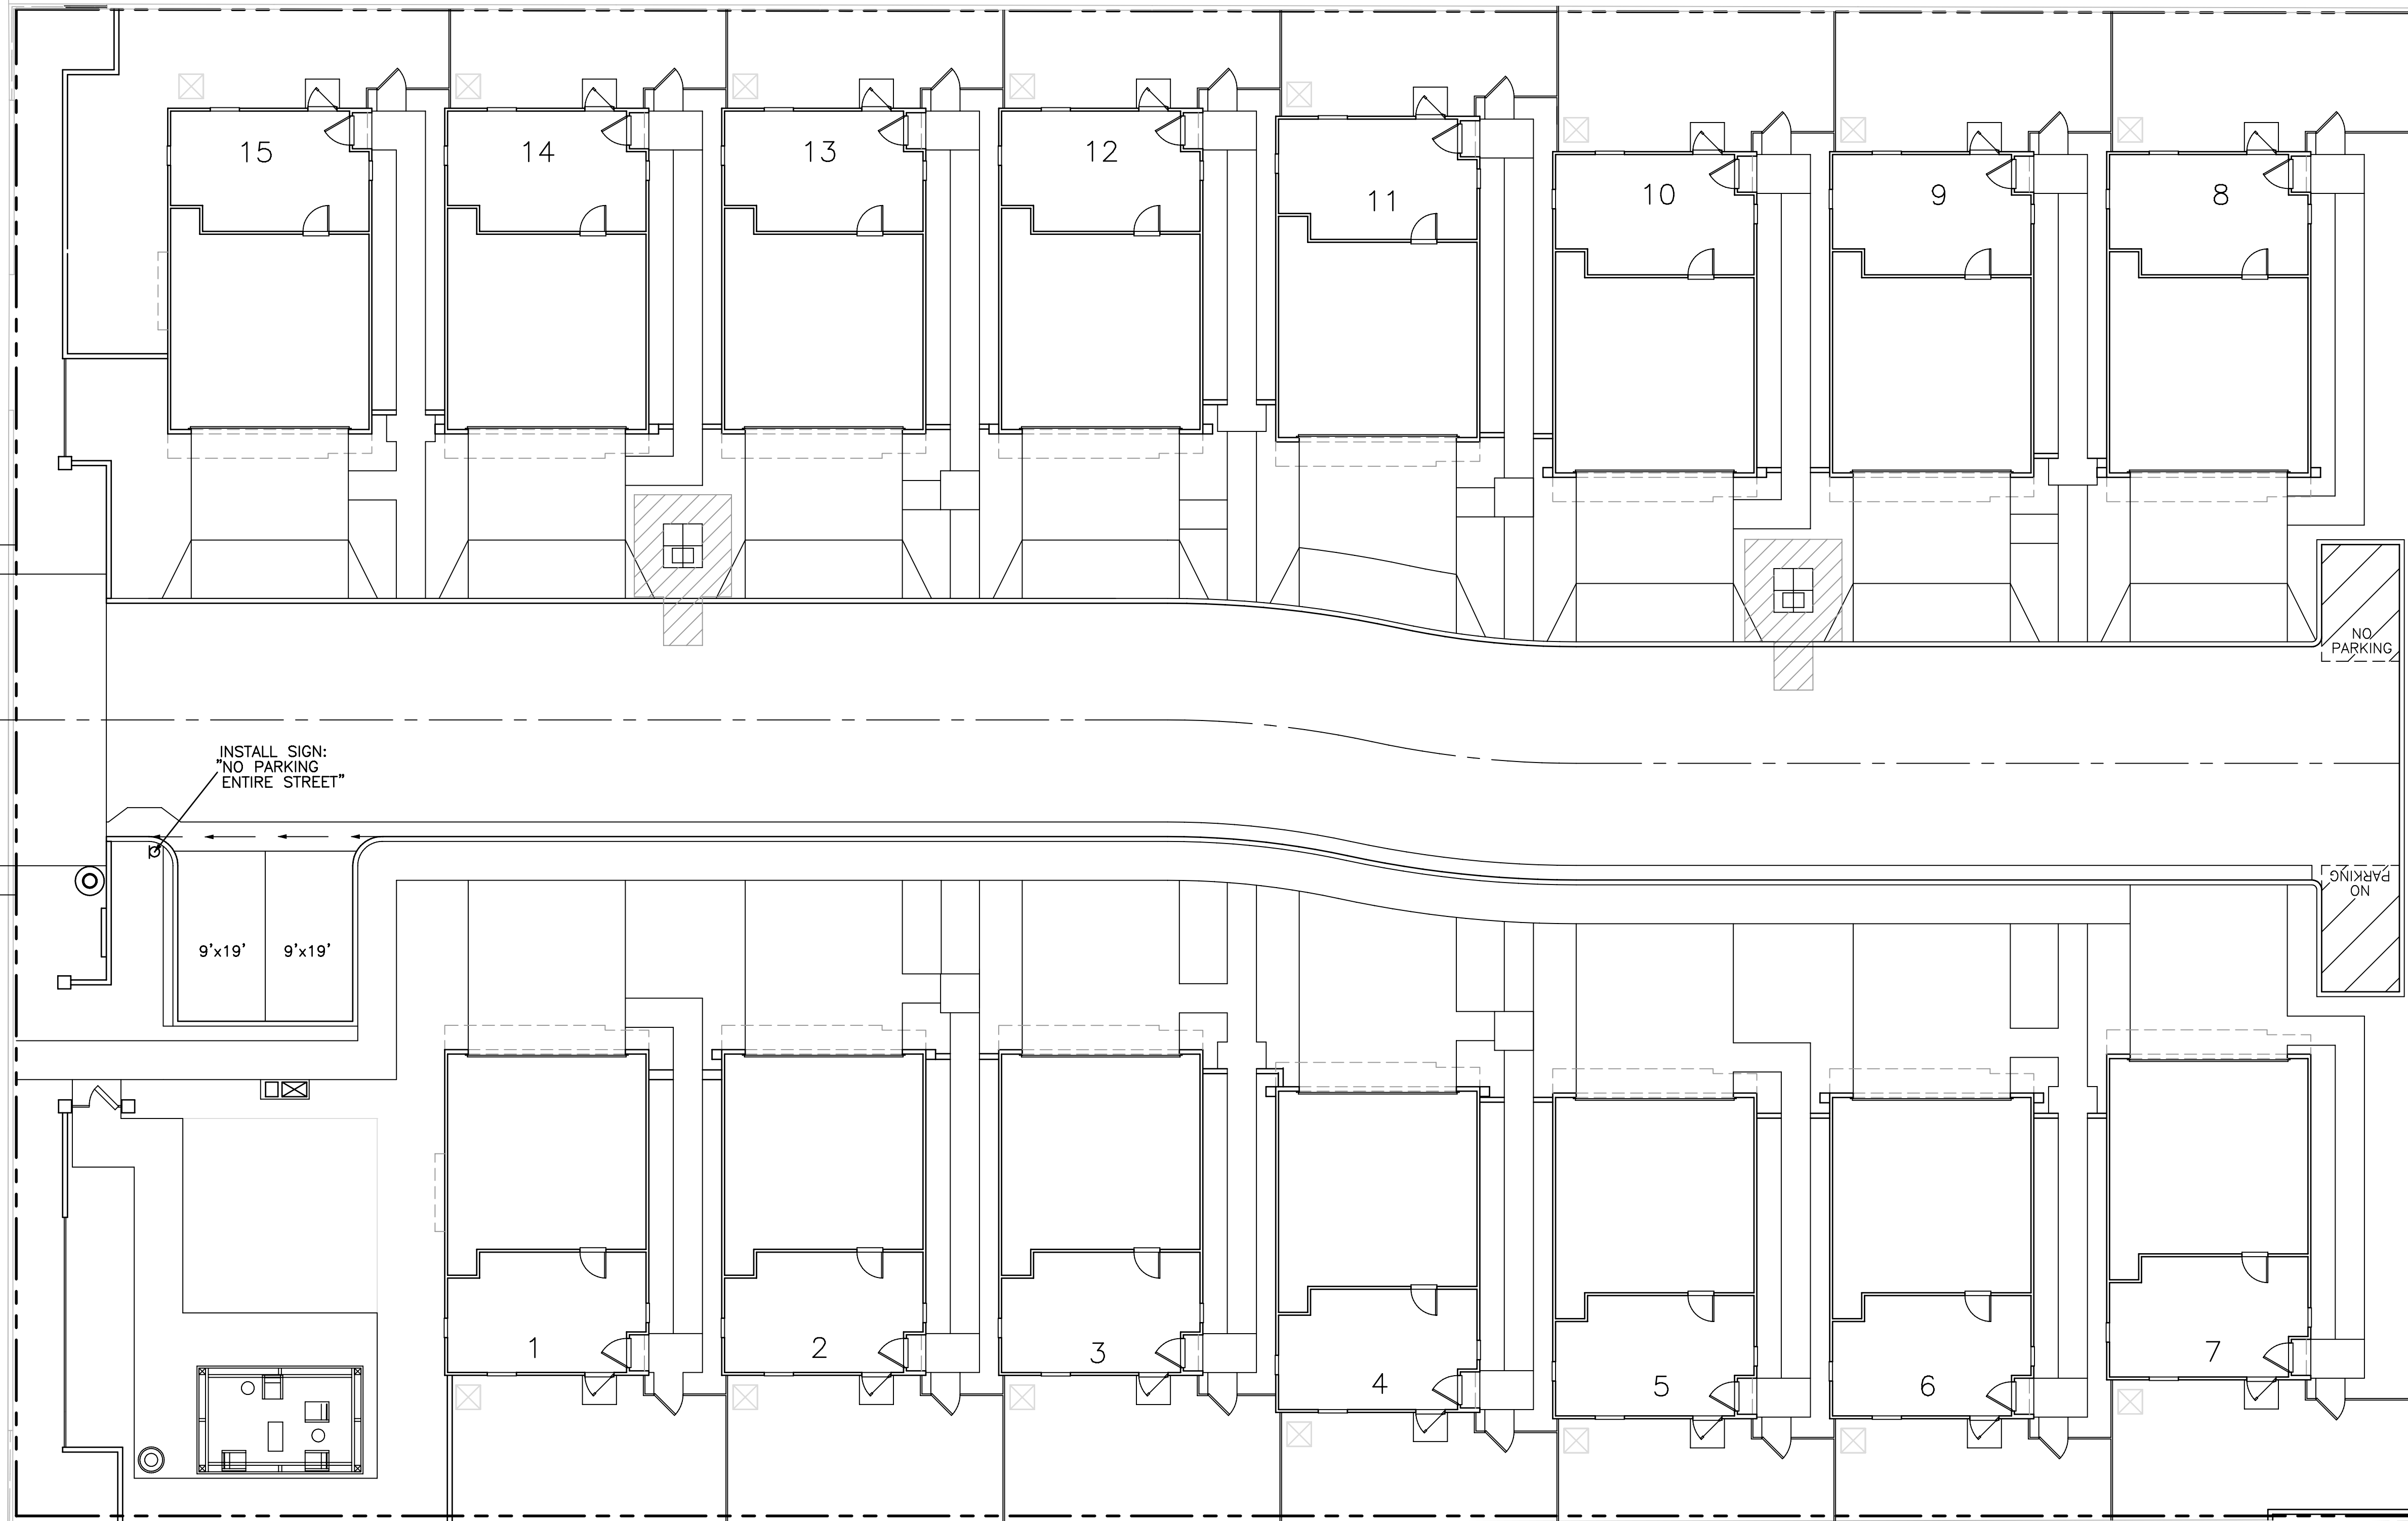 15
14
13
12
11
10
9
8
NO
PARKING
INSTALL SIGN:
"NO PARKING
ENTIRE STREET"
NO
PARKING
9'x19'
9'x19'
1
2
3
4
5
6
7